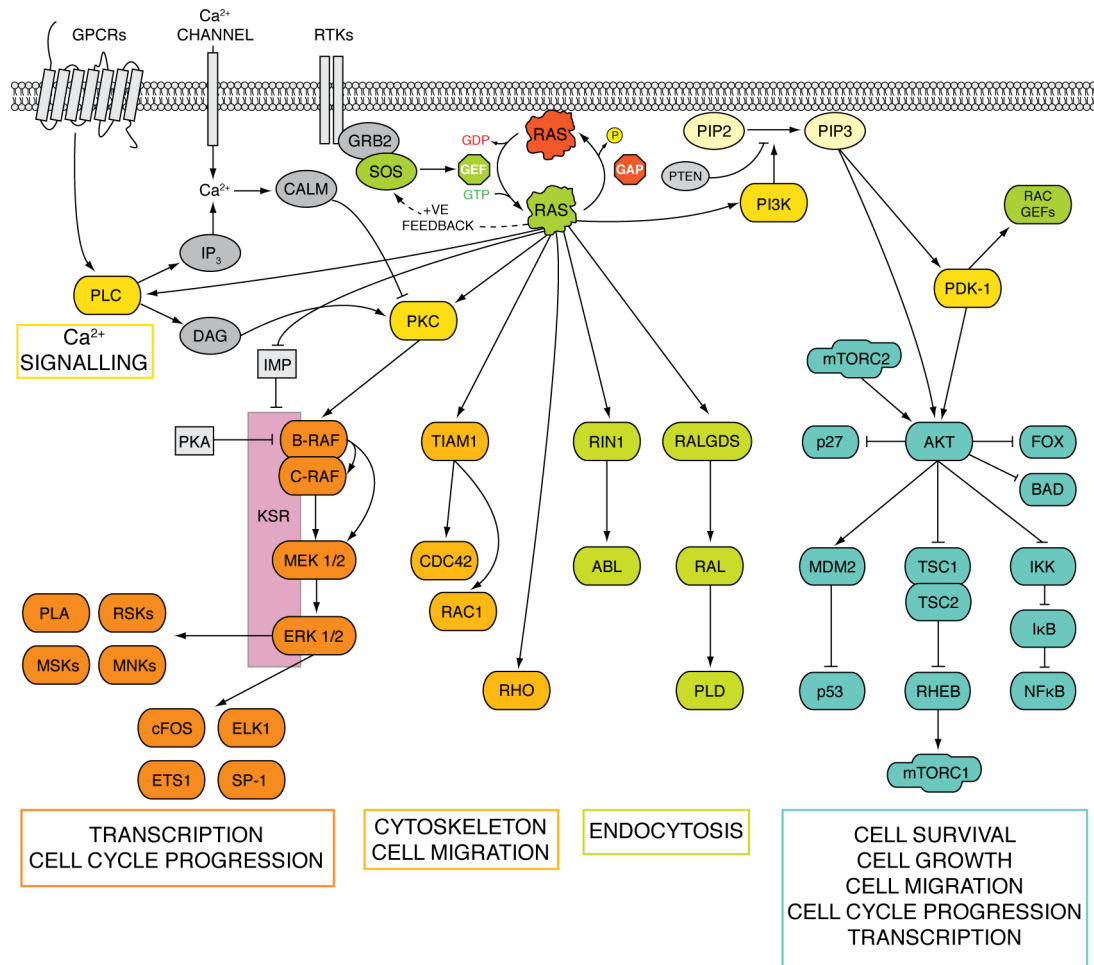 Ca²⁺
CHANNEL
GPCRs
RTKs
GRB2
SOS
GDP
GEF
GTP
RAS
RAS
P
GAP
PIP2
PIP3
PTEN
PI3K
RAC
GEFs
+VE
FEEDBACK
Ca²⁺
CALM
IP₃
PLC
DAG
PKC
PDK-1
Ca²⁺
SIGNALLING
IMP
mTORC2
PKA
B-RAF
C-RAF
KSR
TIAM1
RIN1
RALGDS
p27
AKT
FOX
BAD
MEK 1/2
CDC42
RAC1
ABL
RAL
MDM2
TSC1
TSC2
IKK
IκB
PLA
RSKs
MSKs
MNKs
ERK 1/2
RHO
PLD
p53
RHEB
NFκB
cFOS
ELK1
ETS1
SP-1
mTORC1
TRANSCRIPTION
CELL CYCLE PROGRESSION
CYTOSKELETON
CELL MIGRATION
ENDOCYTOSIS
CELL SURVIVAL
CELL GROWTH
CELL MIGRATION
CELL CYCLE PROGRESSION
TRANSCRIPTION